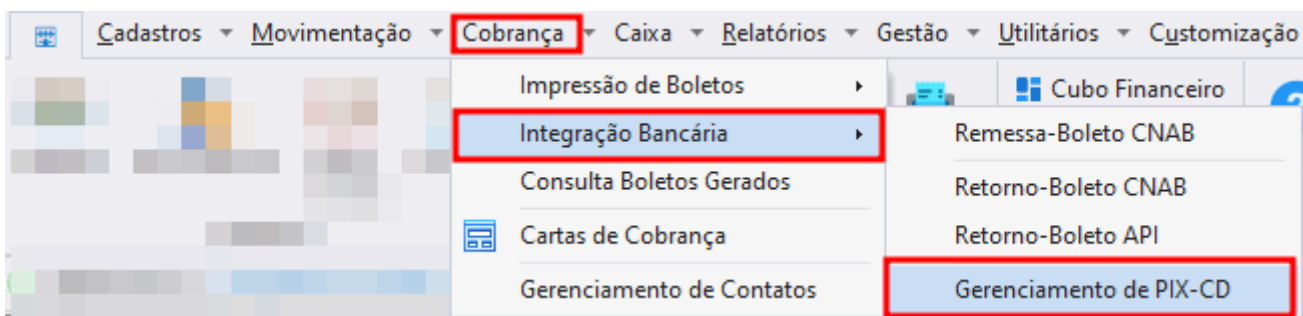 Cadastros Movimentação Cobrança Caixa Relatórios Gestão Utilitários Customização
Impressão de Boletos
Cubo Financeiro
Integração Bancária
Remessa-Boleto CNAB
Consulta Boletos Gerados
Retorno-Boleto CNAB
Cartas de Cobrança
Retorno-Boleto API
Gerenciamento de Contatos
Gerenciamento de PIX-CD